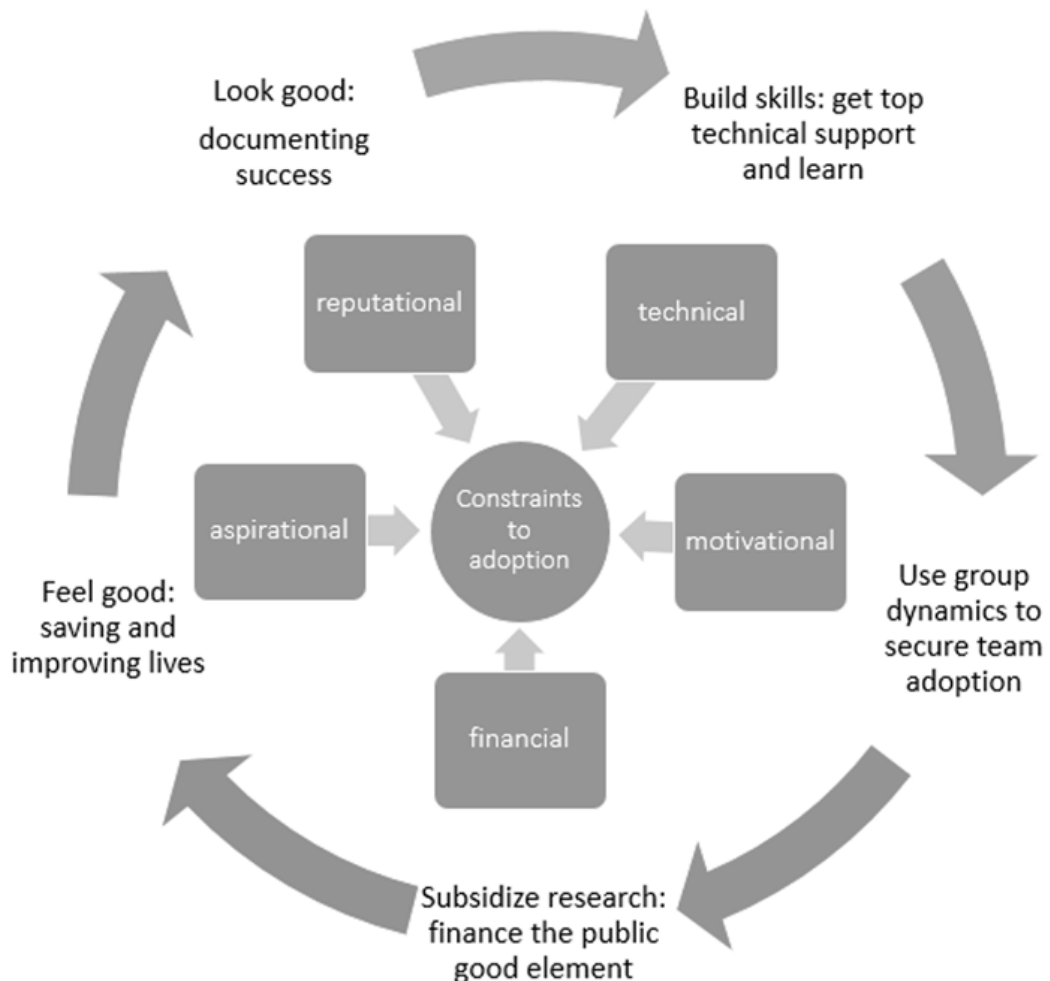 Look good:
documenting
success
Build skills: get top
technical support
and learn
reputational
technical
aspirational
Constraints
to
adoption
motivational
Feel good:
saving and
improving lives
Use group
dynamics to
secure team
adoption
financial
Subsidize research:
finance the public
good element